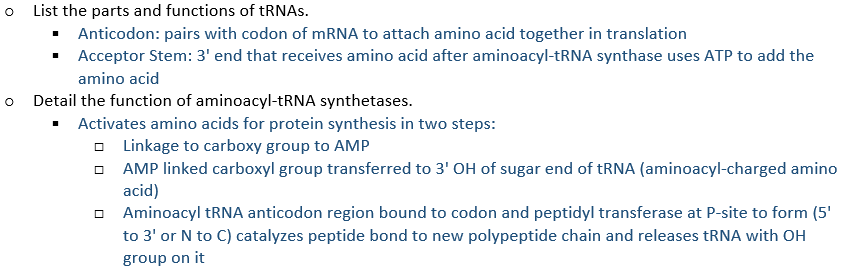 ○ List the parts and functions of tRNAs.
▪ Anticodon: pairs with codon of mRNA to attach amino acid together in translation
▪ Acceptor Stem: 3' end that receives amino acid after aminoacyl-tRNA synthase uses ATP to add the
amino acid
○ Detail the function of aminoacyl-tRNA synthetases.
▪ Activates amino acids for protein synthesis in two steps:
□ Linkage to carboxy group to AMP
□ AMP linked carboxyl group transferred to 3' OH of sugar end of tRNA (aminoacyl-charged amino
acid)
□ Aminoacyl tRNA anticodon region bound to codon and peptidyl transferase at P-site to form (5'
to 3' or N to C) catalyzes peptide bond to new polypeptide chain and releases tRNA with OH
group on it